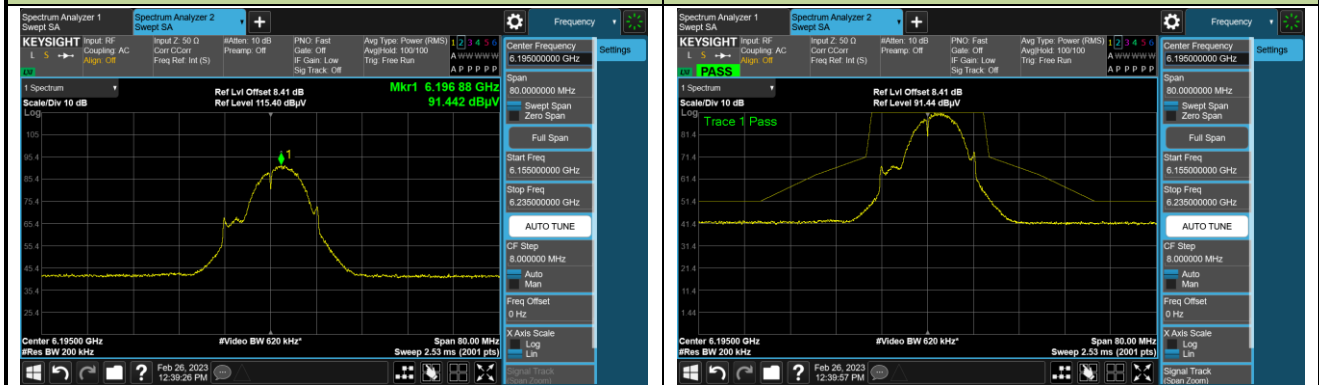 Spectrum Analyzer 1
Swept SA
Spectrum Analyzer 2
Swept SA
Frequency
KEYSIGHT
L S
Input: RF
Coupling: AC
Align: Off
Input Z: 50 Ω
Corr CCorr
Freq Ref: Int (S)
#Atten: 10 dB
Preamp: Off
PNO: Fast
Gate: Off
IF Gain: Low
Sig Track: Off
Avg Type: Power (RMS)
Avg|Hold: 100/100
Trig: Free Run
1 2 3 4 5 6
A W W W W W
A P P P P P
LV
1 Spectrum
Scale/Div 10 dB
Log
Ref Lvl Offset 8.41 dB
Ref Level 115.40 dBµV
Mkr1 6.196 88 GHz
91.442 dBµV
1
105
95.4
85.4
75.4
65.4
55.4
45.4
35.4
25.4
Center 6.19500 GHz
#Res BW 200 kHz
#Video BW 620 kHz*
Span 80.00 MHz
Sweep 2.53 ms (2001 pts)
Center Frequency
6.195000000 GHz
Span
80.0000000 MHz
Swept Span
Zero Span
Full Span
Start Freq
6.155000000 GHz
Stop Freq
6.235000000 GHz
AUTO TUNE
CF Step
8.000000 MHz
Auto
Man
Freq Offset
0 Hz
X Axis Scale
Log
Lin
Signal Track
(Span Zoom)
Settings
Feb 26, 2023
12:39:26 PM
Spectrum Analyzer 1
Swept SA
Spectrum Analyzer 2
Swept SA
Frequency
KEYSIGHT
L S
Input: RF
Coupling: AC
Align: Off
Input Z: 50 Ω
Corr CCorr
Freq Ref: Int (S)
#Atten: 10 dB
Preamp: Off
PNO: Fast
Gate: Off
IF Gain: Low
Sig Track: Off
Avg Type: Power (RMS)
Avg|Hold: 100/100
Trig: Free Run
1 2 3 4 5 6
A W W W W W
A P P P P P
LV PASS
1 Spectrum
Scale/Div 10 dB
Log
Trace 1 Pass
Ref Lvl Offset 8.41 dB
Ref Level 91.44 dBµV
81.4
71.4
61.4
51.4
41.4
31.4
21.4
11.4
1.44
Center 6.19500 GHz
#Res BW 200 kHz
#Video BW 620 kHz*
Span 80.00 MHz
Sweep 2.53 ms (2001 pts)
Center Frequency
6.195000000 GHz
Span
80.0000000 MHz
Swept Span
Zero Span
Full Span
Start Freq
6.155000000 GHz
Stop Freq
6.235000000 GHz
AUTO TUNE
CF Step
8.000000 MHz
Auto
Man
Freq Offset
0 Hz
X Axis Scale
Log
Lin
Signal Track
(Span Zoom)
Settings
Feb 26, 2023
12:39:57 PM